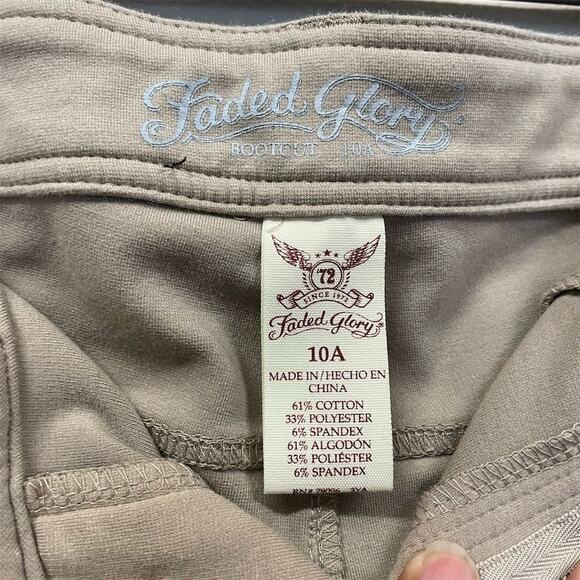 Faded Glory
BOOTCUT 10A
'72
SINCE 1972
Faded Glory
10A
MADE IN/HECHO EN
CHINA
61% COTTON
33% POLYESTER
6% SPANDEX
61% ALGODÓN
33% POLIÉSTER
6% SPANDEX
RN#